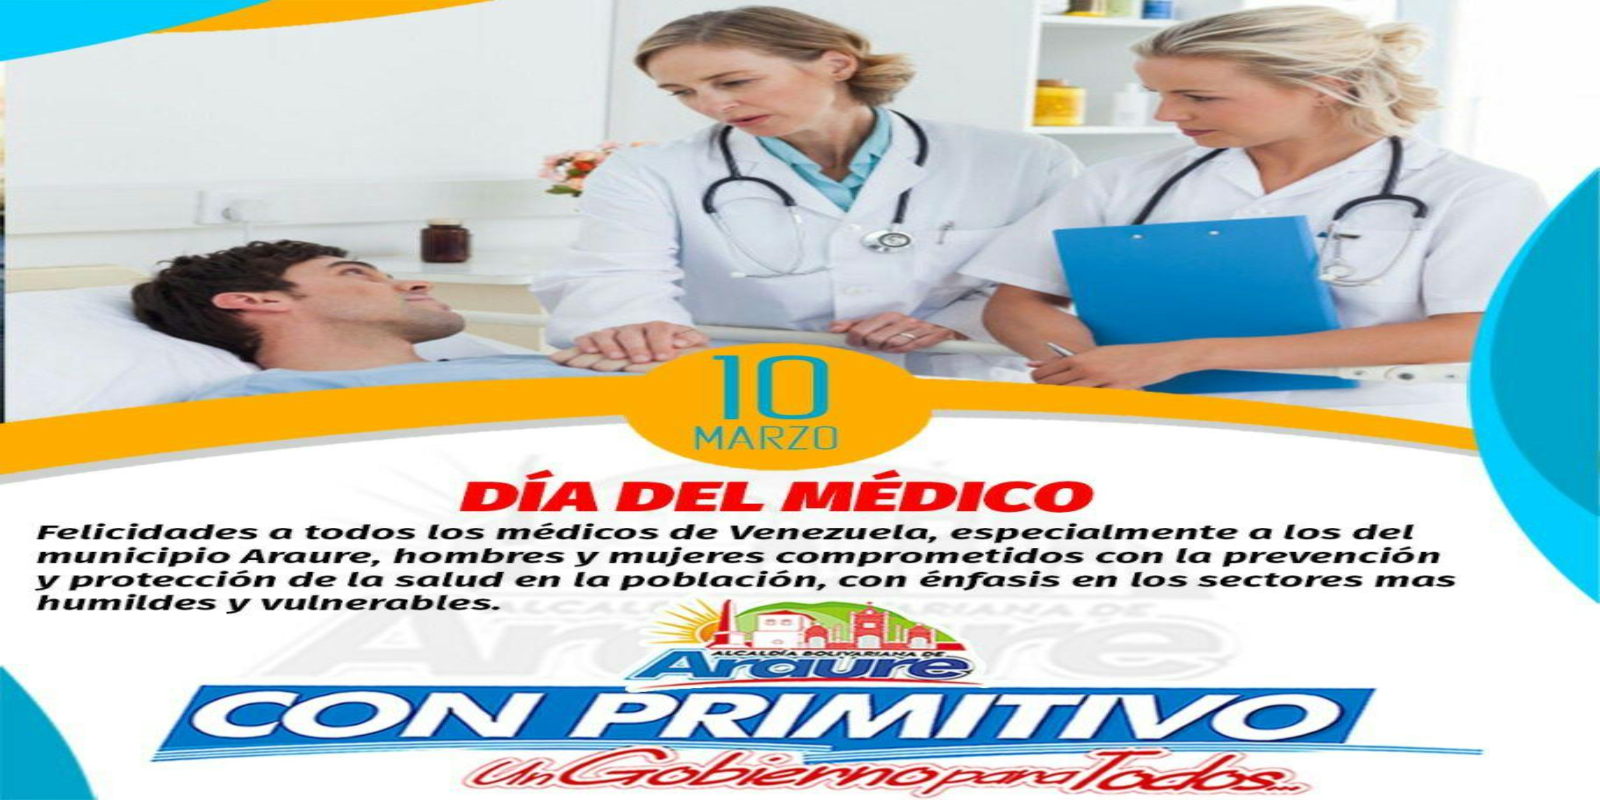 10
MARZO
DÍA DEL MÉDICO
Felicidades a todos los médicos de Venezuela, especialmente a los del
municipio Araure, hombres y mujeres comprometidos con la prevención
y protección de la salud en la población, con énfasis en los sectores mas
humildes y vulnerables.
ALCALDÍA BOLIVARIANA DE
Araure
CON PRIMITIVO
Un Gobierno para Todos...